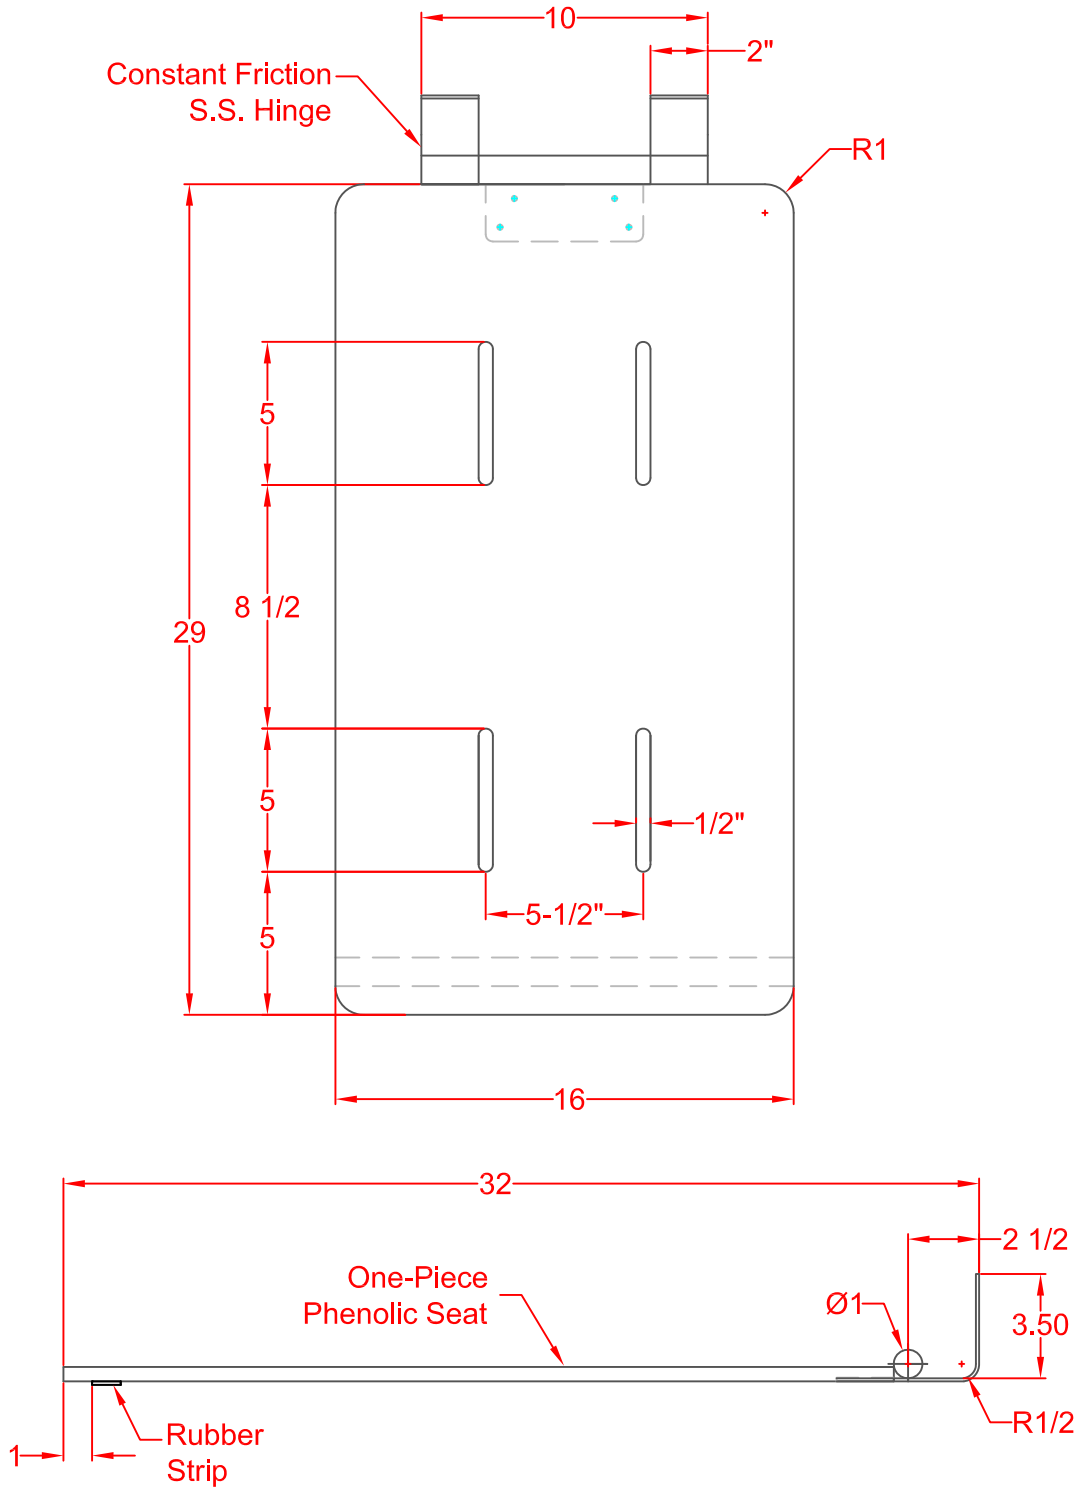 10
2"
Constant Friction
S.S. Hinge
R1
5
8 1/2
29
5
1/2"
5-1/2"
5
16
32
2 1/2
One-Piece
Phenolic Seat
Ø1
3.50
R1/2
Rubber
Strip
1